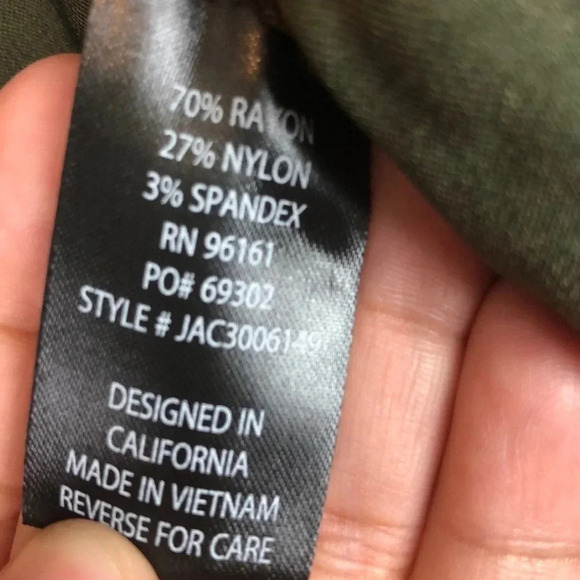 70% RAYON
27% NYLON
3% SPANDEX
RN 96161
PO# 69302
STYLE # JAC3006149
DESIGNED IN
CALIFORNIA
MADE IN VIETNAM
REVERSE FOR CARE